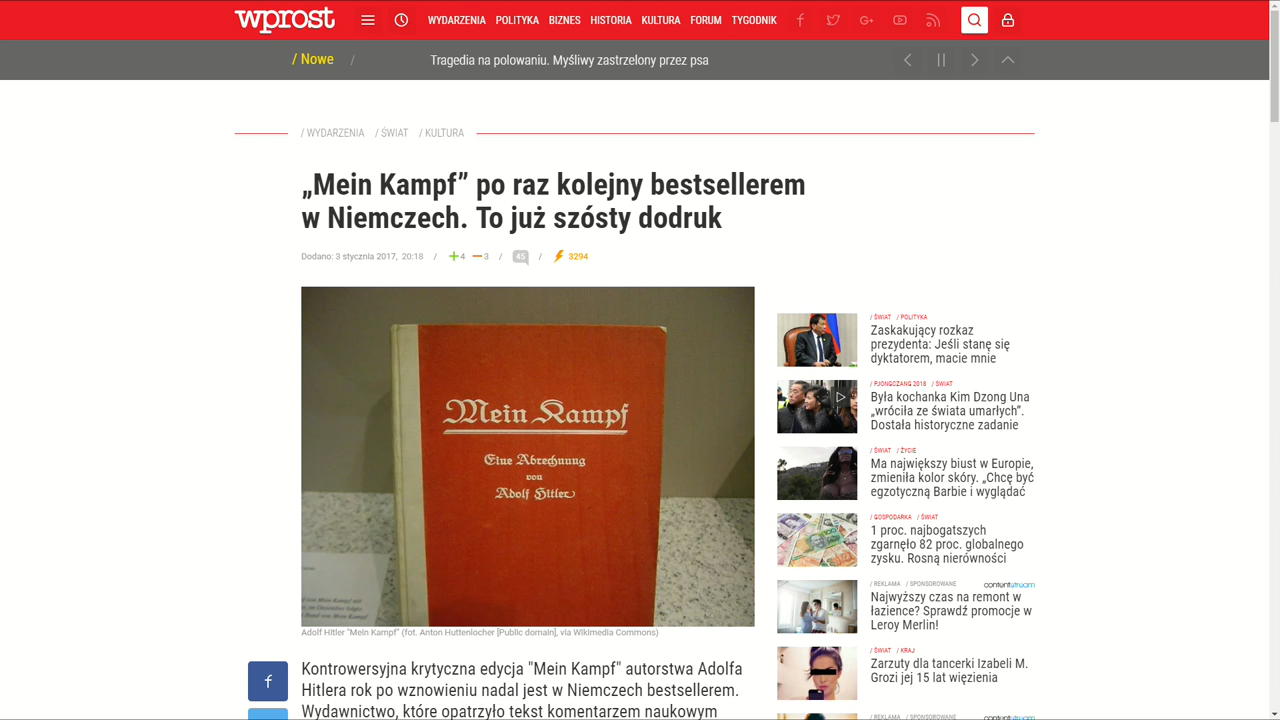 wprost
WYDARZENIA POLITYKA BIZNES HISTORIA KULTURA FORUM TYGODNIK
/ Nowe / Tragedia na polowaniu. Myśliwy zastrzelony przez psa
/ WYDARZENIA / ŚWIAT / KULTURA
„Mein Kampf” po raz kolejny bestsellerem
w Niemczech. To już szósty dodruk
Dodano: 3 stycznia 2017, 20:18 / 4 3 / 45 / 3294
Mein Kampf
Eine Abrechnung
von
Adolf Hitler
Adolf Hitler "Mein Kampf" (fot. Anton Huttenlocher [Public domain], via Wikimedia Commons)
Kontrowersyjna krytyczna edycja "Mein Kampf" autorstwa Adolfa
Hitlera rok po wznowieniu nadal jest w Niemczech bestsellerem.
Wydawnictwo, które opatrzyło tekst komentarzem naukowym
/ ŚWIAT / POLITYKA
Zaskakujący rozkaz
prezydenta: Jeśli stanę się
dyktatorem, macie mnie
/ PJONGCZANG 2018 / ŚWIAT
Była kochanka Kim Dzong Una
„wróciła ze świata umarłych”.
Dostała historyczne zadanie
/ ŚWIAT / ŻYCIE
Ma największy biust w Europie,
zmieniła kolor skóry. „Chcę być
egzotyczną Barbie i wyglądać
/ GOSPODARKA / ŚWIAT
1 proc. najbogatszych
zgarnęło 82 proc. globalnego
zysku. Rosną nierówności
/ REKLAMA / SPONSOROWANE contentstream
Najwyższy czas na remont w
łazience? Sprawdź promocje w
Leroy Merlin!
/ ŚWIAT / KRAJ
Zarzuty dla tancerki Izabeli M.
Grozi jej 15 lat więzienia
/ REKLAMA / SPONSOROWANE contentstream